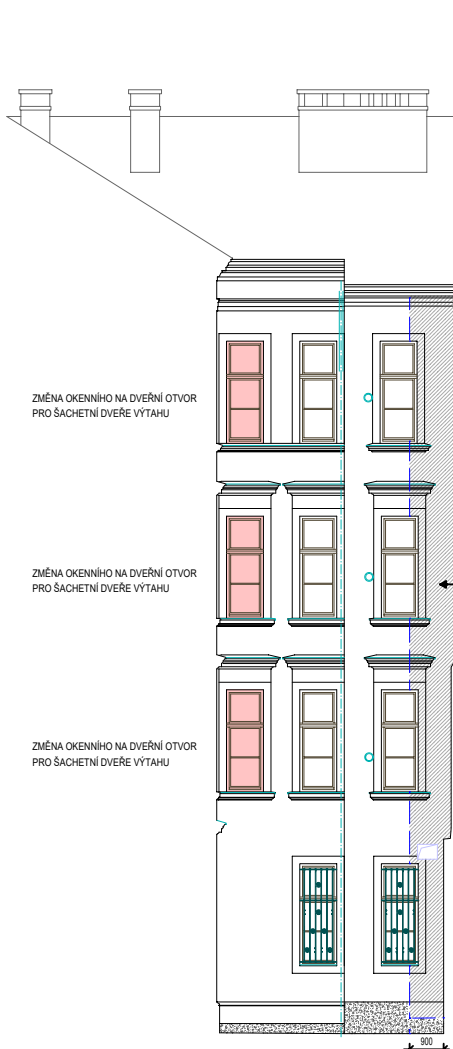 ZMĚNA OKENNÍHO NA DVEŘNÍ OTVOR
PRO ŠACHETNÍ DVEŘE VÝTAHU
ZMĚNA OKENNÍHO NA DVEŘNÍ OTVOR
PRO ŠACHETNÍ DVEŘE VÝTAHU
ZMĚNA OKENNÍHO NA DVEŘNÍ OTVOR
PRO ŠACHETNÍ DVEŘE VÝTAHU
900